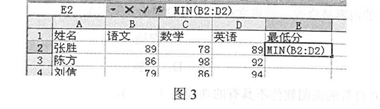 E2 × ✓ = MIN(B2:D2)
A B C D E
1 姓名 语文 数学 英语 最低分
2 张胜 89 78 89 MIN(B2:D2)
3 陈方 86 98 92
4 刘信 79 86 94
图3